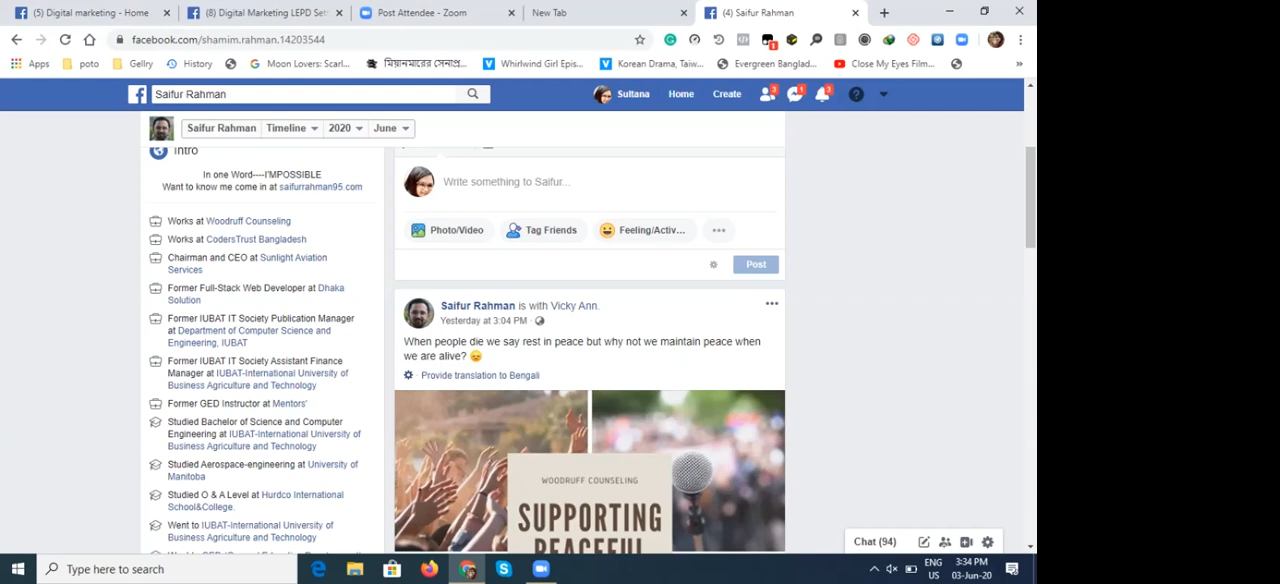 (5) Digital marketing - Home
(8) Digital Marketing LEPD Set
Post Attendee - Zoom
New Tab
(4) Saifur Rahman
facebook.com/shamim.rahman.14203544
1
Apps
poto
Gellry
History
Moon Lovers: Scarl...
মিয়ানমারের সেনাপ্র...
Whirlwind Girl Epis...
Korean Drama, Taiw...
Evergreen Banglad...
Close My Eyes Film...
»
Saifur Rahman
Sultana
Home
Create
3
1
3
Saifur Rahman
Timeline
2020
June
Intro
In one Word----I'MPOSSIBLE
Want to know me come in at saifurrahman95.com
Works at Woodruff Counseling
Works at CodersTrust Bangladesh
Chairman and CEO at Sunlight Aviation
Services
Former Full-Stack Web Developer at Dhaka
Solution
Former IUBAT IT Society Publication Manager
at Department of Computer Science and
Engineering, IUBAT
Former IUBAT IT Society Assistant Finance
Manager at IUBAT-International University of
Business Agriculture and Technology
Former GED Instructor at Mentors'
Studied Bachelor of Science and Computer
Engineering at IUBAT-International University of
Business Agriculture and Technology
Studied Aerospace-engineering at University of
Manitoba
Studied O & A Level at Hurdco International
School&College.
Went to IUBAT-International University of
Business Agriculture and Technology
Write something to Saifur...
Photo/Video
Tag Friends
Feeling/Activ...
Post
Saifur Rahman is with Vicky Ann.
Yesterday at 3:04 PM ·
When people die we say rest in peace but why not we maintain peace when
we are alive? 😞
· Provide translation to Bengali
WOODRUFF COUNSELING
SUPPORTING
PEACEFUL
Chat (94)
Type here to search
ENG
US
3:34 PM
03-Jun-20